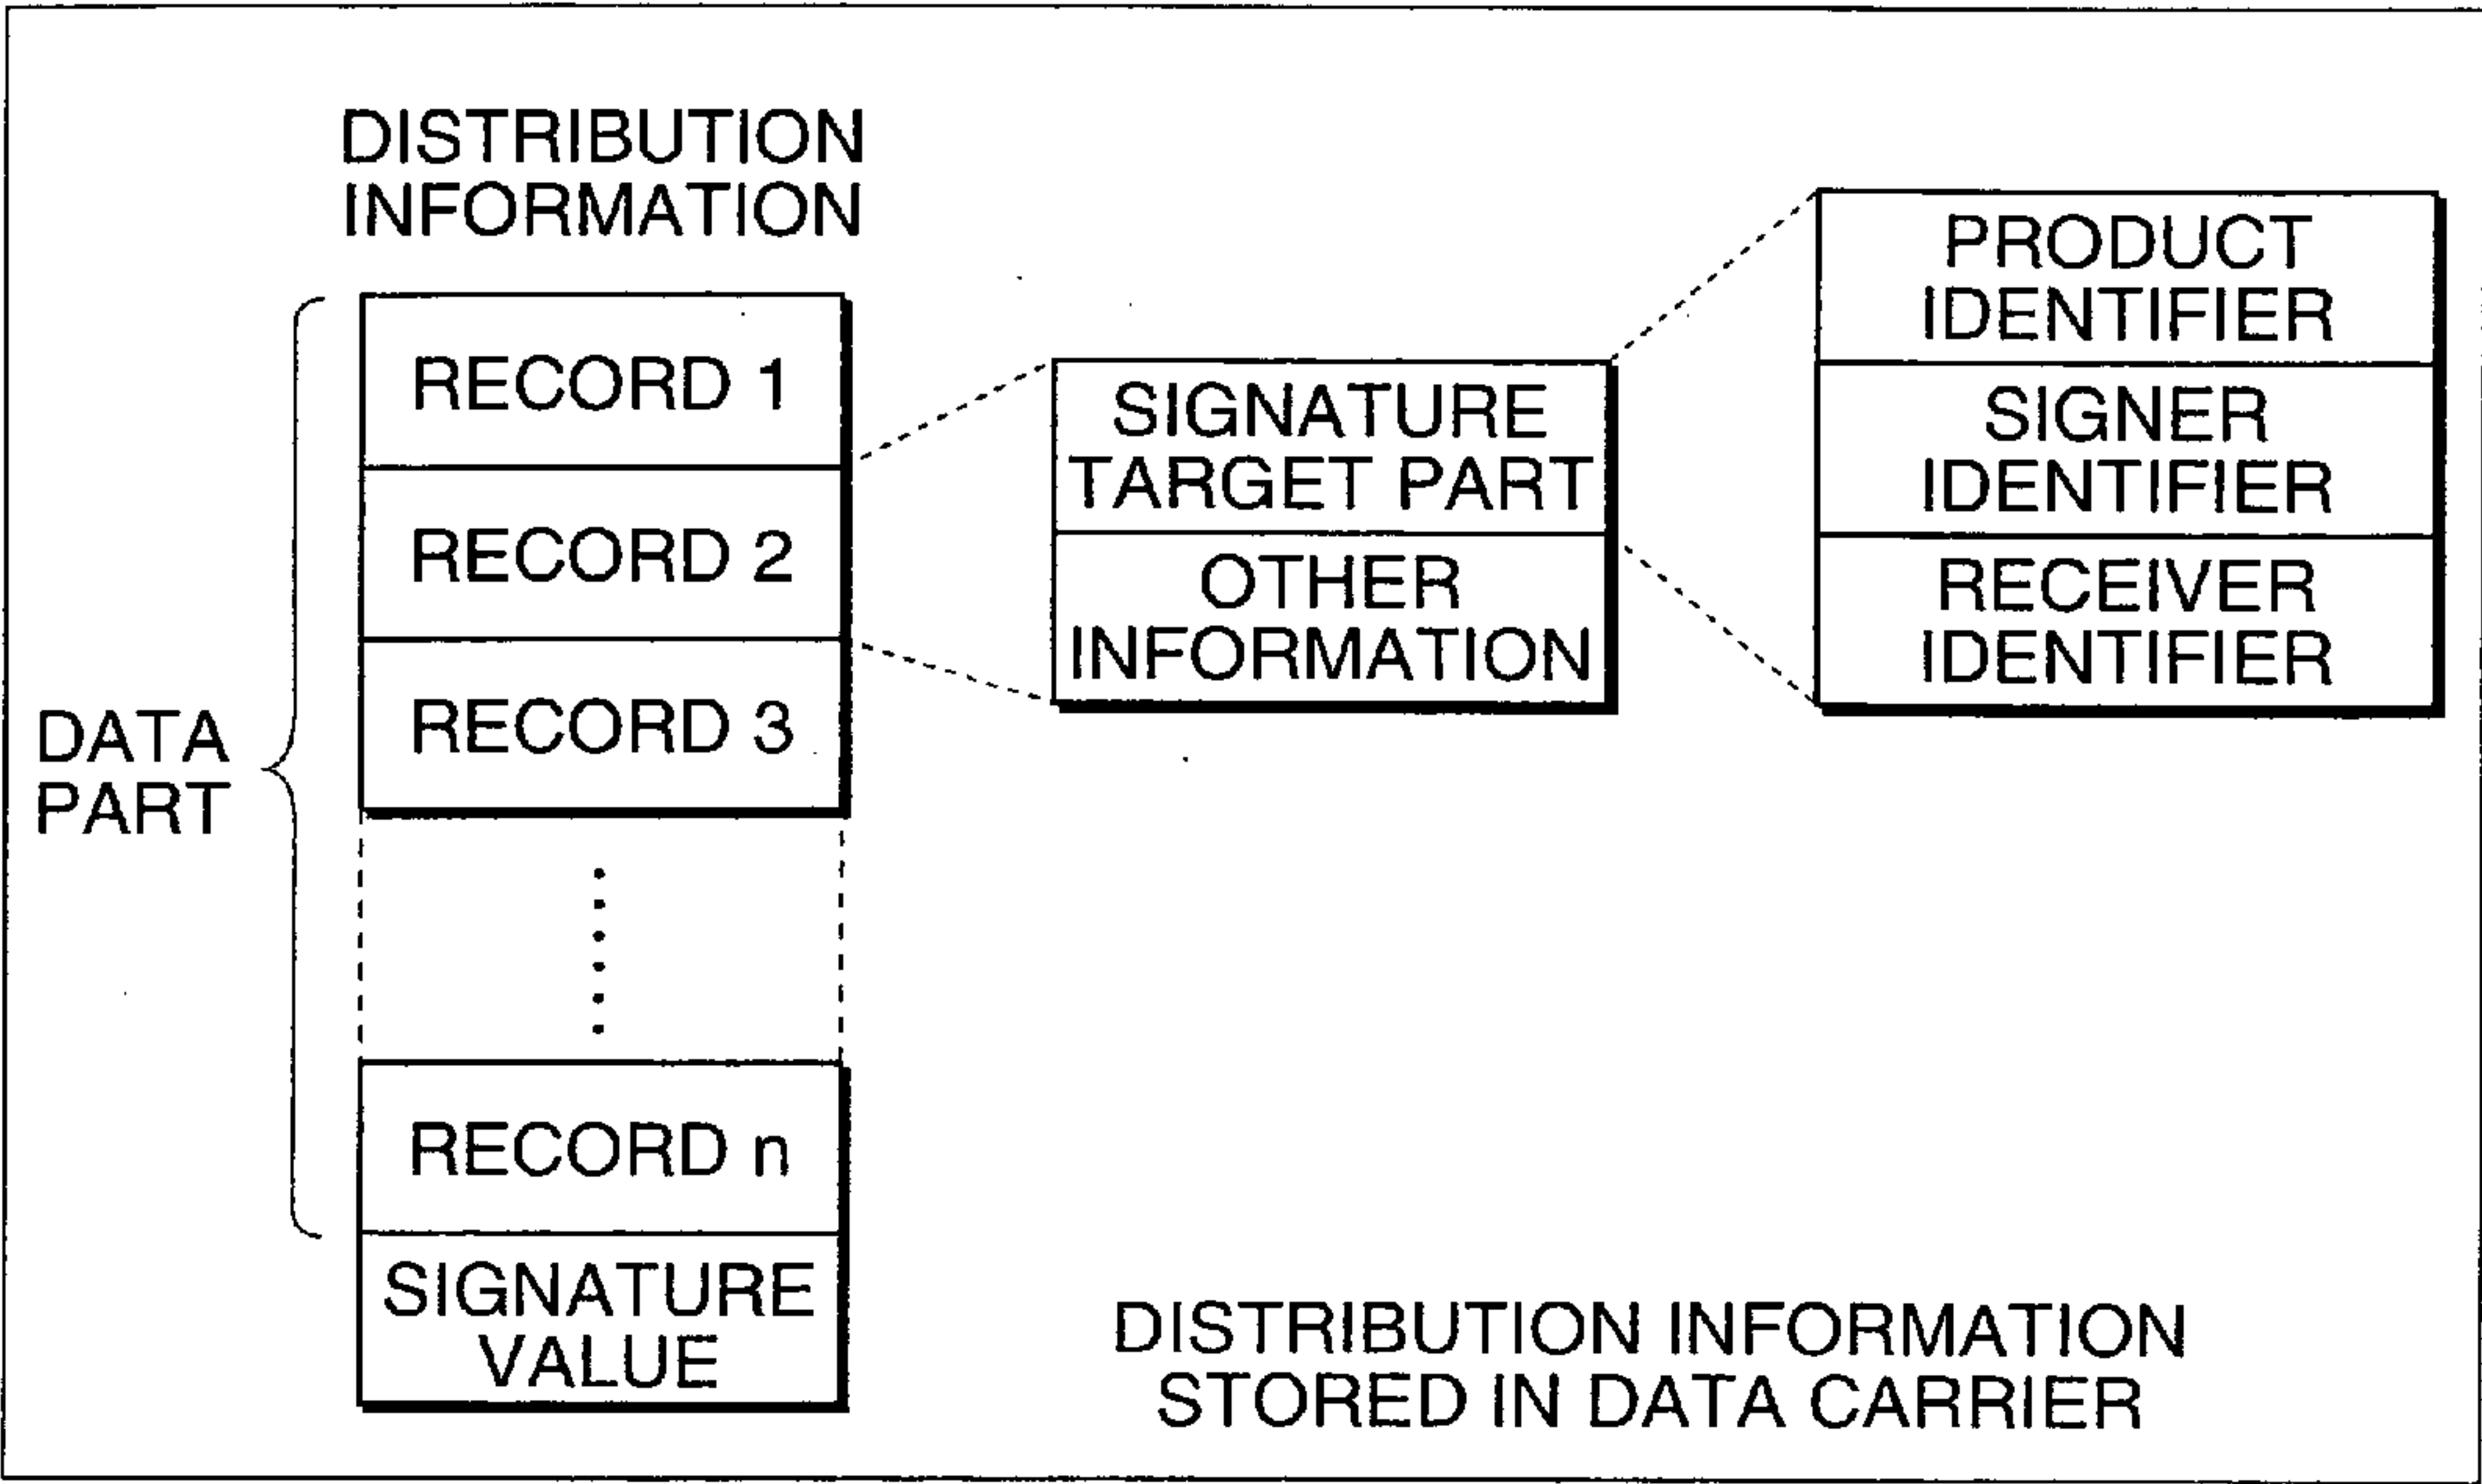 DISTRIBUTION
INFORMATION
DATA
PART
RECORD 1
RECORD 2
RECORD 3
RECORD n
SIGNATURE
VALUE
SIGNATURE
TARGET PART
OTHER
INFORMATION
PRODUCT
IDENTIFIER
SIGNER
IDENTIFIER
RECEIVER
IDENTIFIER
DISTRIBUTION INFORMATION
STORED IN DATA CARRIER